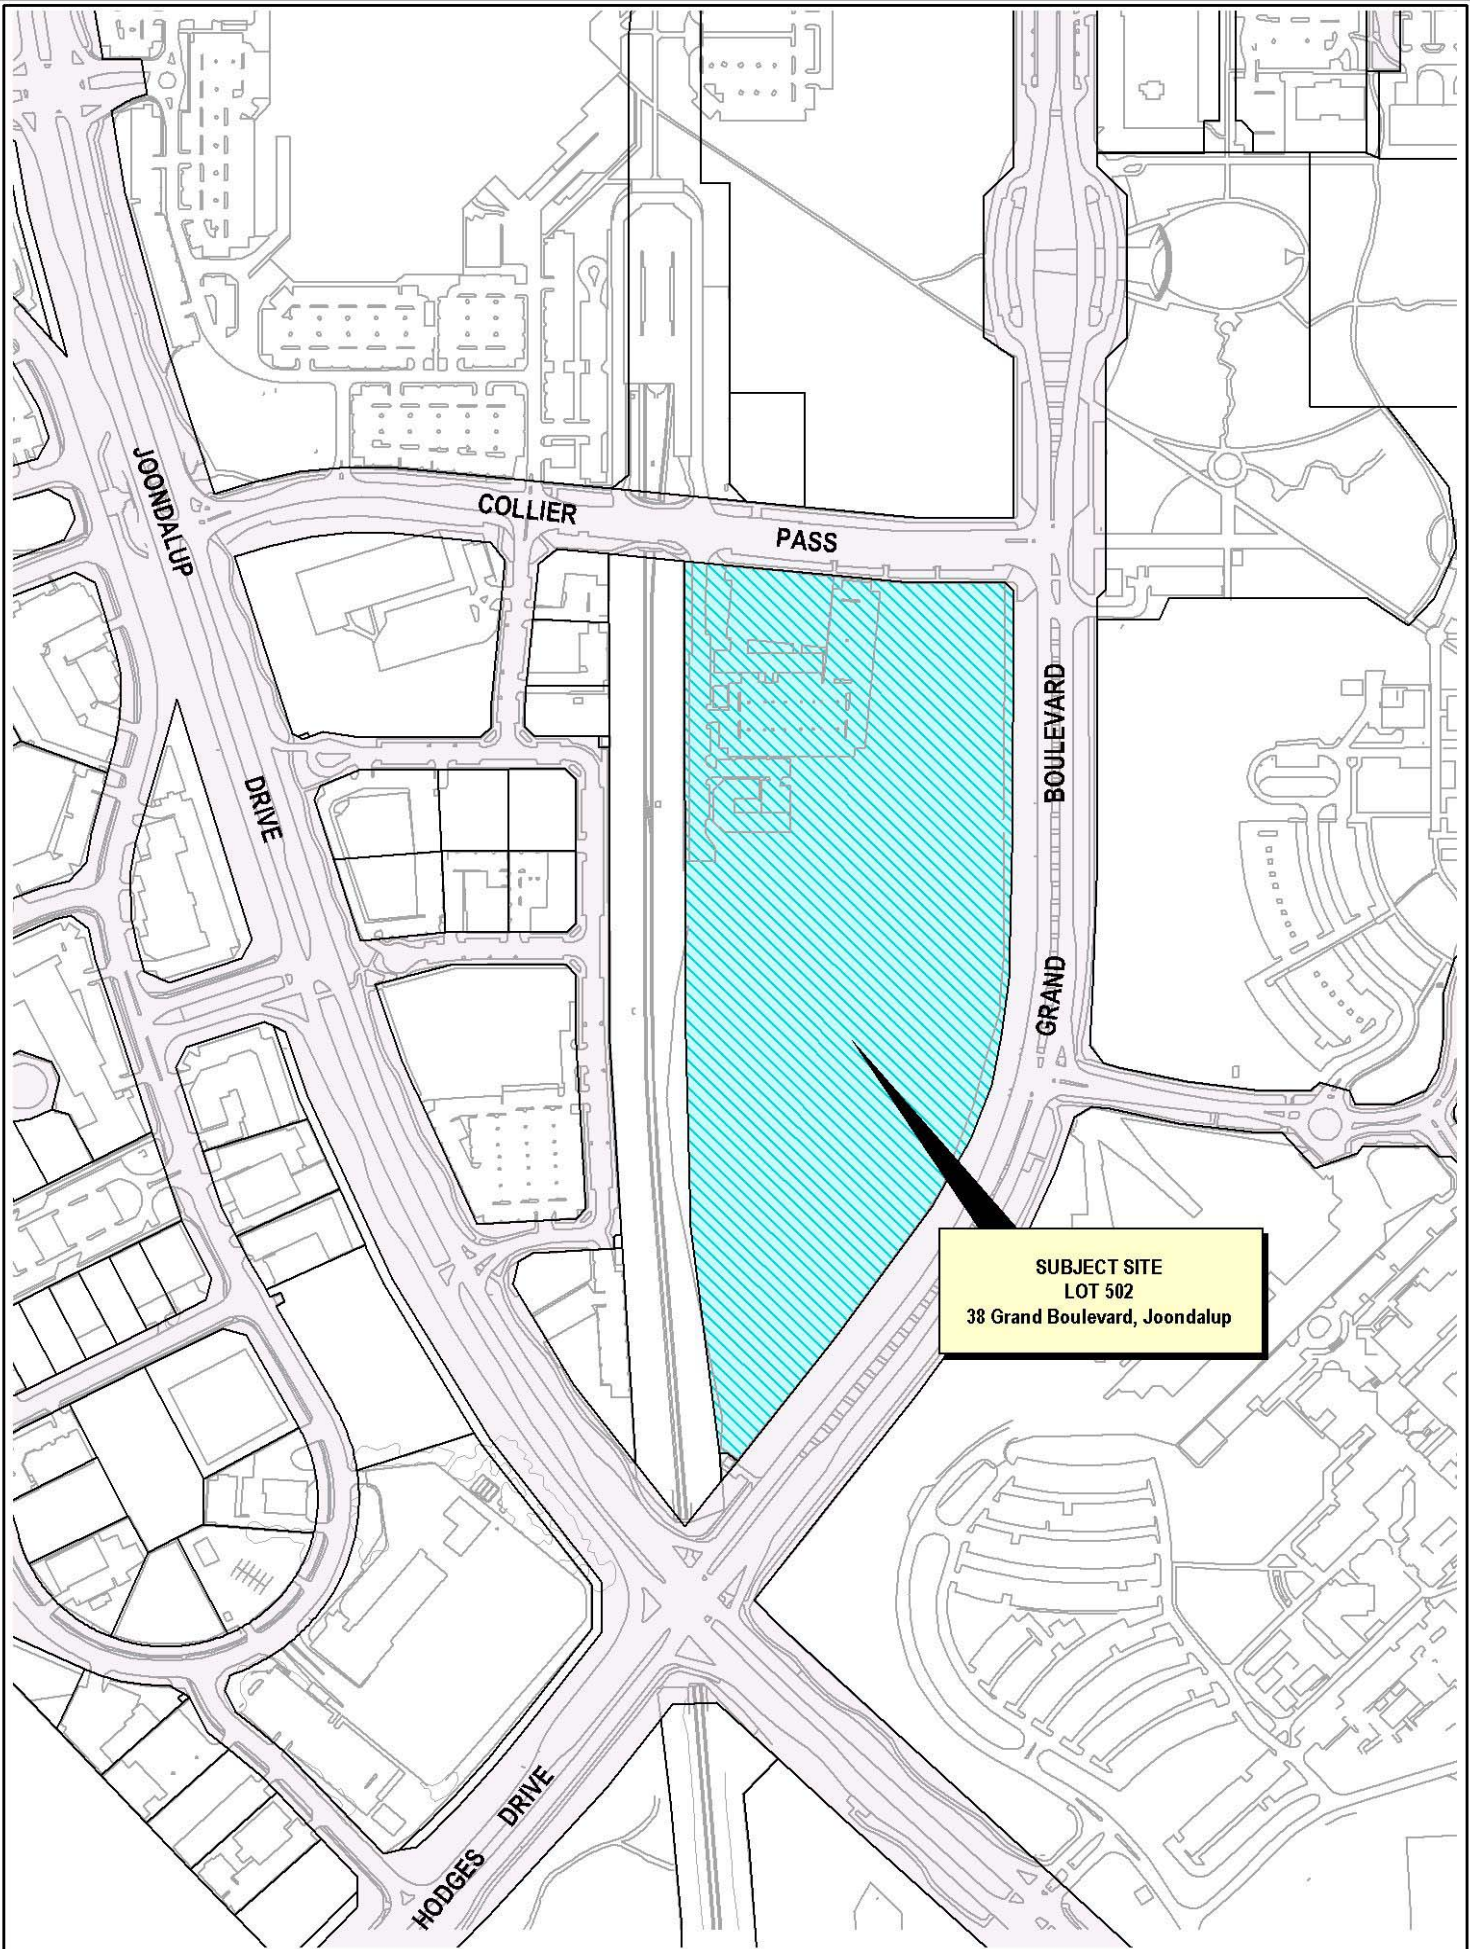 JOONDALUP
DRIVE
COLLIER
PASS
BOULEVARD
GRAND
SUBJECT SITE
LOT 502
38 Grand Boulevard, Joondalup
HODGES
DRIVE